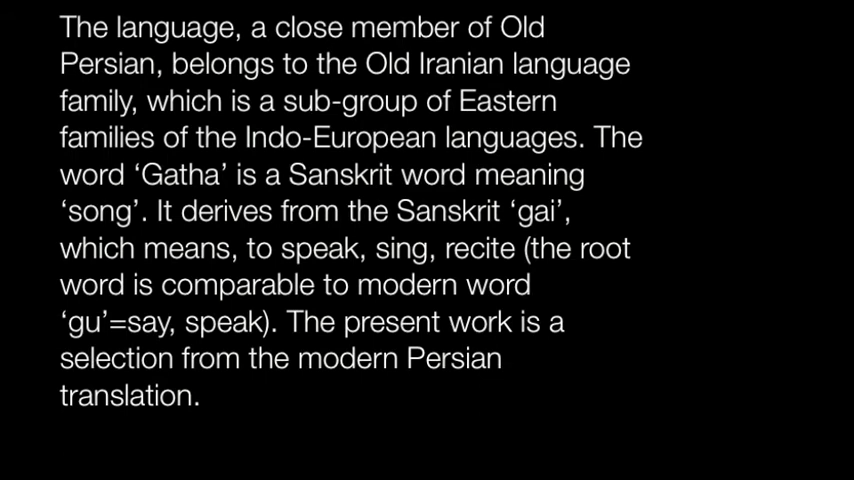 The language, a close member of Old
Persian, belongs to the Old Iranian language
family, which is a sub-group of Eastern
families of the Indo-European languages. The
word ‘Gatha’ is a Sanskrit word meaning
‘song’. It derives from the Sanskrit ‘gai’,
which means, to speak, sing, recite (the root
word is comparable to modern word
‘gu’=say, speak). The present work is a
selection from the modern Persian
translation.